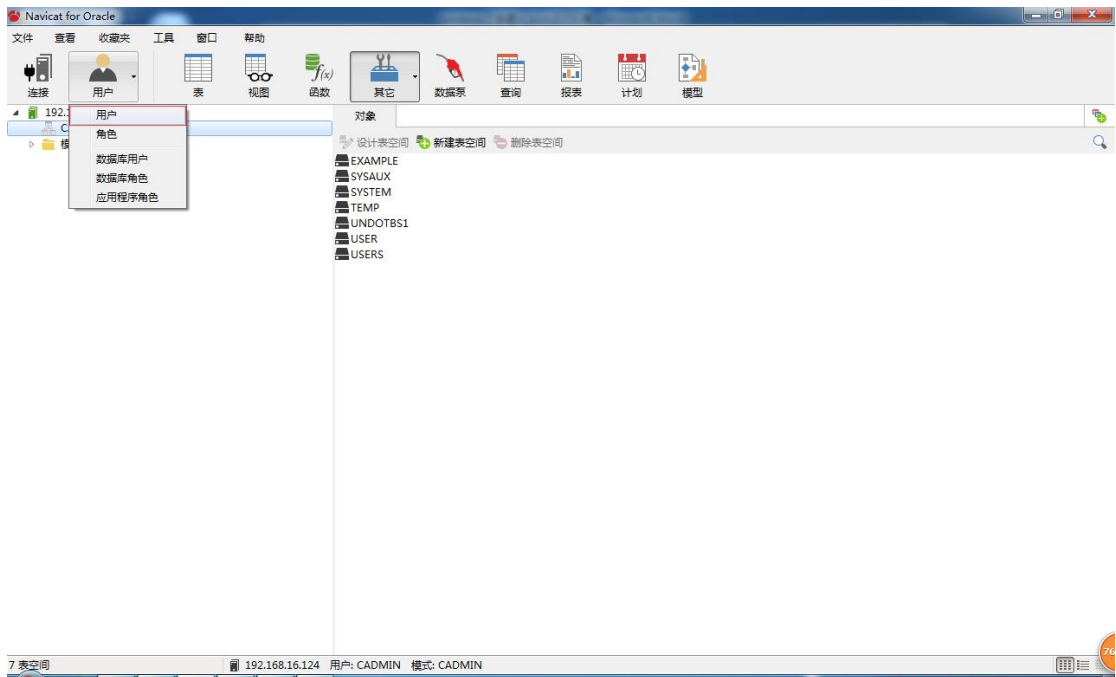 Navicat for Oracle
文件 查看 收藏夹 工具 窗口 帮助
连接 用户 表 视图 f(x) 函数 其它 数据泵 查询 报表 计划 模型
192.1
用户
角色
数据库用户
数据库角色
应用程序角色
C
对象
设计表空间 新建表空间 删除表空间
EXAMPLE
SYSAUX
SYSTEM
TEMP
UNDOTBS1
USER
USERS
7 表空间 192.168.16.124 用户: CADMIN 模式: CADMIN
76